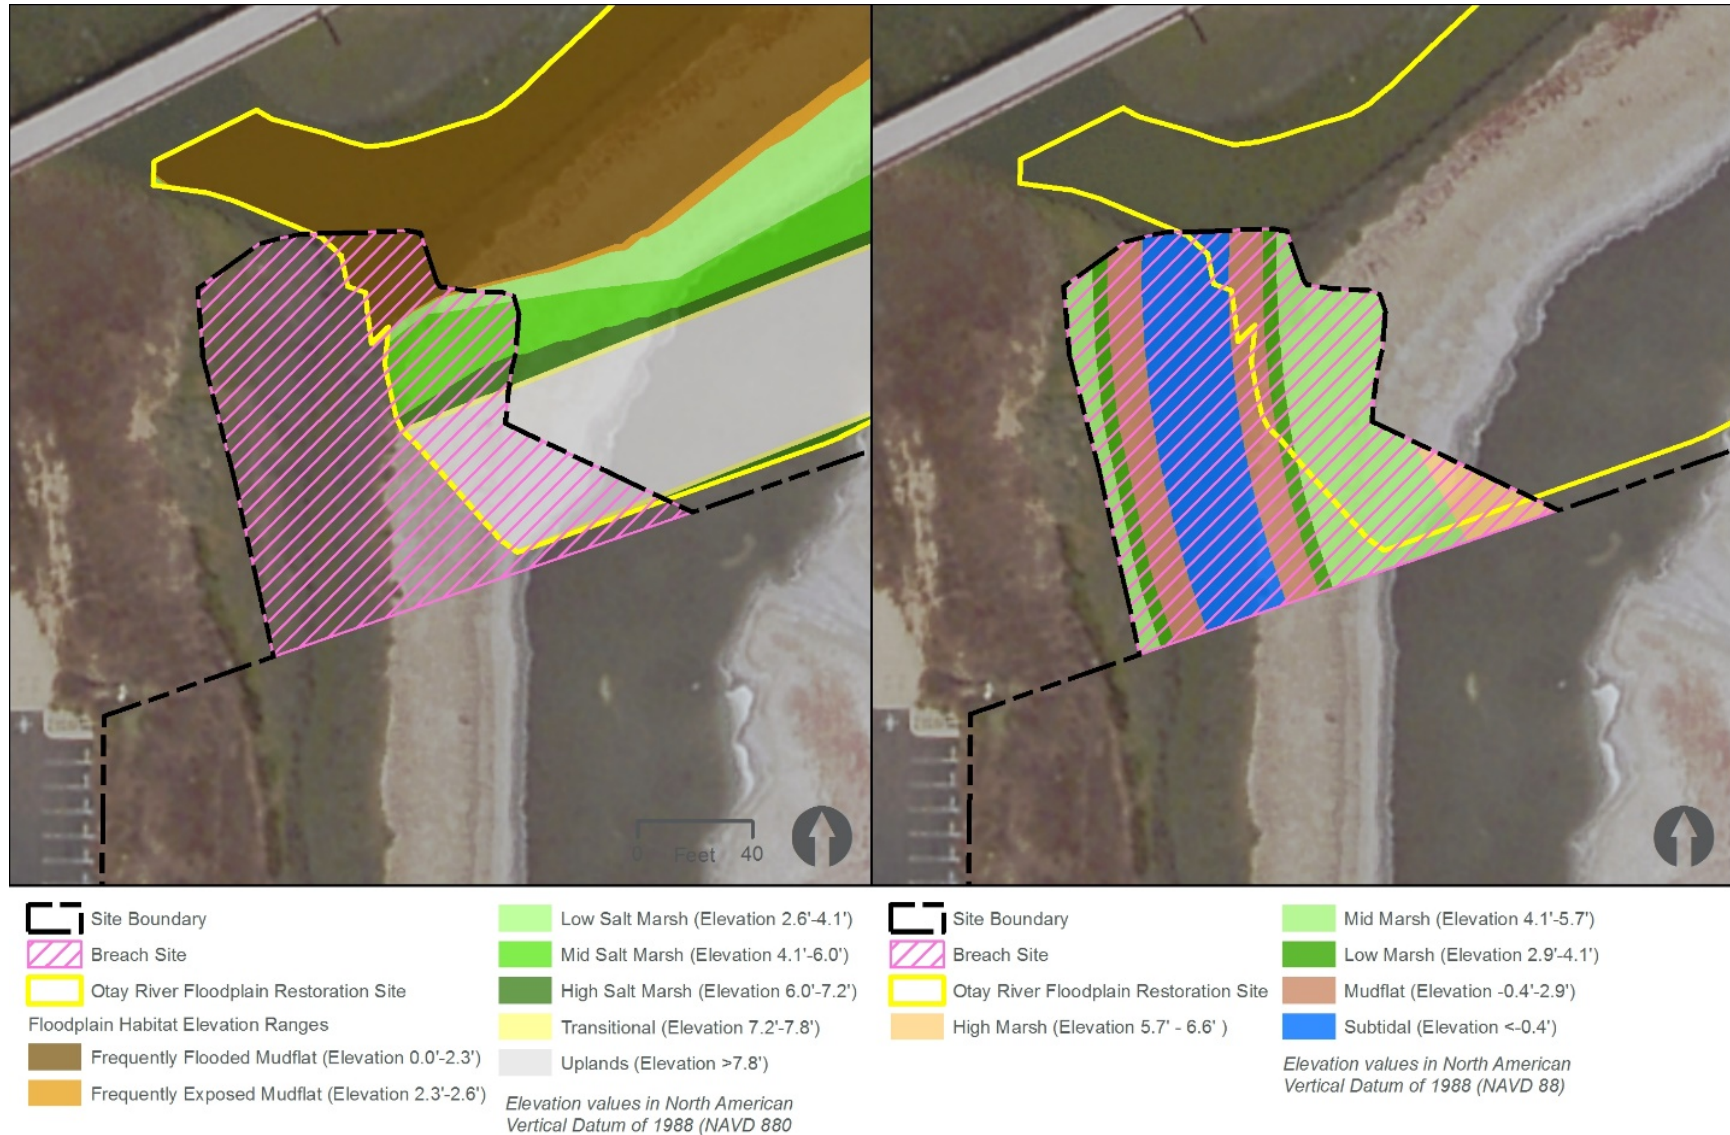 0 Feet 40
Site Boundary
Breach Site
Otay River Floodplain Restoration Site
Floodplain Habitat Elevation Ranges
Frequently Flooded Mudflat (Elevation 0.0'-2.3')
Frequently Exposed Mudflat (Elevation 2.3'-2.6')
Low Salt Marsh (Elevation 2.6'-4.1')
Mid Salt Marsh (Elevation 4.1'-6.0')
High Salt Marsh (Elevation 6.0'-7.2')
Transitional (Elevation 7.2'-7.8')
Uplands (Elevation >7.8')
Elevation values in North American
Vertical Datum of 1988 (NAVD 880
Site Boundary
Breach Site
Otay River Floodplain Restoration Site
High Marsh (Elevation 5.7' - 6.6' )
Mid Marsh (Elevation 4.1'-5.7')
Low Marsh (Elevation 2.9'-4.1')
Mudflat (Elevation -0.4'-2.9')
Subtidal (Elevation <-0.4')
Elevation values in North American
Vertical Datum of 1988 (NAVD 88)